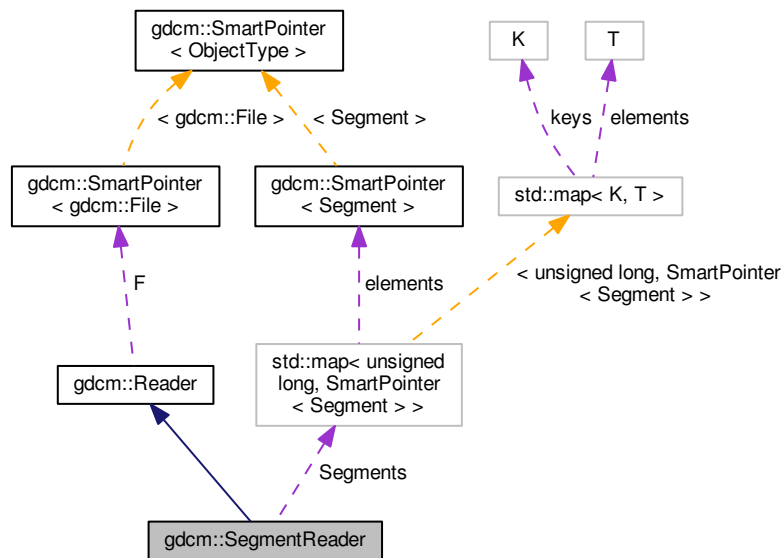 gdcm::SmartPointer
< ObjectType >
K
T
< gdcm::File >
< Segment >
keys
elements
gdcm::SmartPointer
< gdcm::File >
gdcm::SmartPointer
< Segment >
std::map< K, T >
F
elements
< unsigned long, SmartPointer
< Segment > >
gdcm::Reader
std::map< unsigned
long, SmartPointer
< Segment > >
Segments
gdcm::SegmentReader